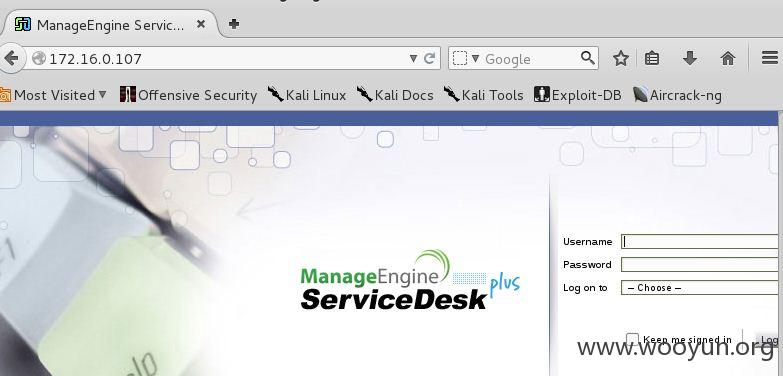 ManageEngine Servic...
172.16.0.107
Google
Most Visited
Offensive Security
Kali Linux
Kali Docs
Kali Tools
Exploit-DB
Aircrack-ng
ManageEngine
ServiceDesk plus
Username
Password
Log on to
-- Choose --
Keep me signed in
Log
www.wooyun.org
F1